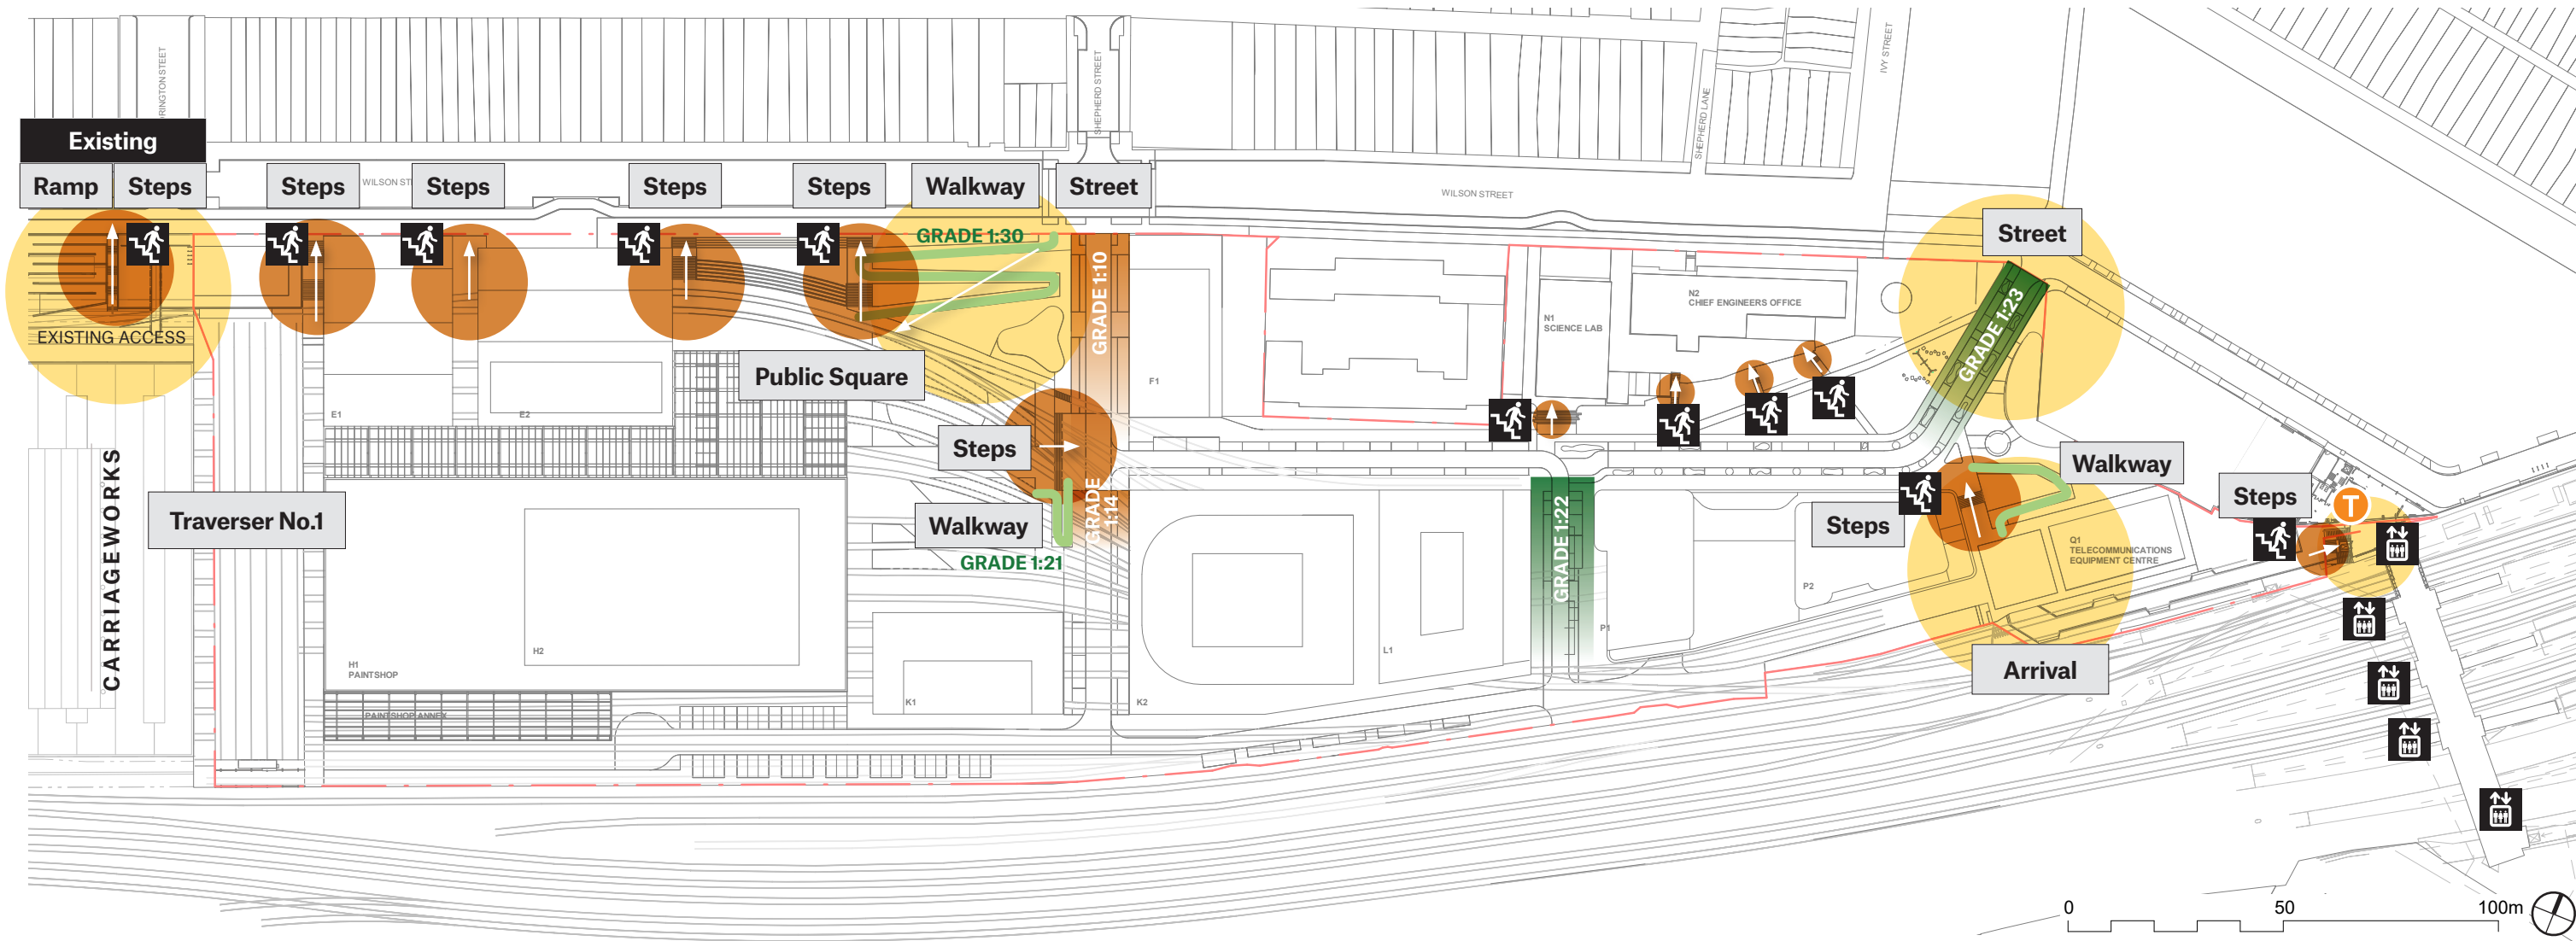 RINGTON STEET
SHEPHERD STREET
SHEPHERD LANE
IVY STREET
Existing
Ramp
Steps
Steps
WILSON ST
Steps
Steps
Steps
Walkway
Street
WILSON STREET
Street
GRADE 1:30
GRADE 1:10
GRADE 1:23
EXISTING ACCESS
N1
SCIENCE LAB
N2
CHIEF ENGINEERS OFFICE
Public Square
F1
E1
E2
Steps
Walkway
Steps
T
CARRIAGEWORKS
Traverser No.1
Walkway
GRADE
1:14
GRADE 1:21
GRADE 1:22
Steps
Q1
TELECOMMUNICATIONS
EQUIPMENT CENTRE
P2
P1
H1
PAINTSHOP
H2
L1
Arrival
K1
K2
PAINTSHOP ANNEX
0
50
100m